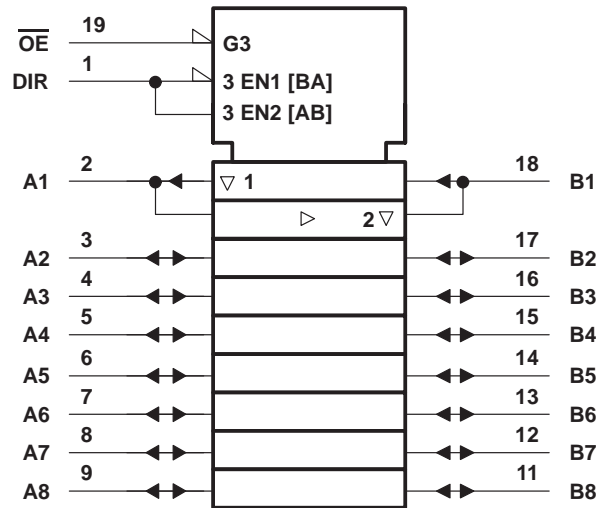 OE 19 G3
DIR 1 3 EN1 [BA]
3 EN2 [AB]
A1 2 ▽ 1 18 B1
▷ 2 ▽
A2 3 17 B2
A3 4 16 B3
A4 5 15 B4
A5 6 14 B5
A6 7 13 B6
A7 8 12 B7
A8 9 11 B8